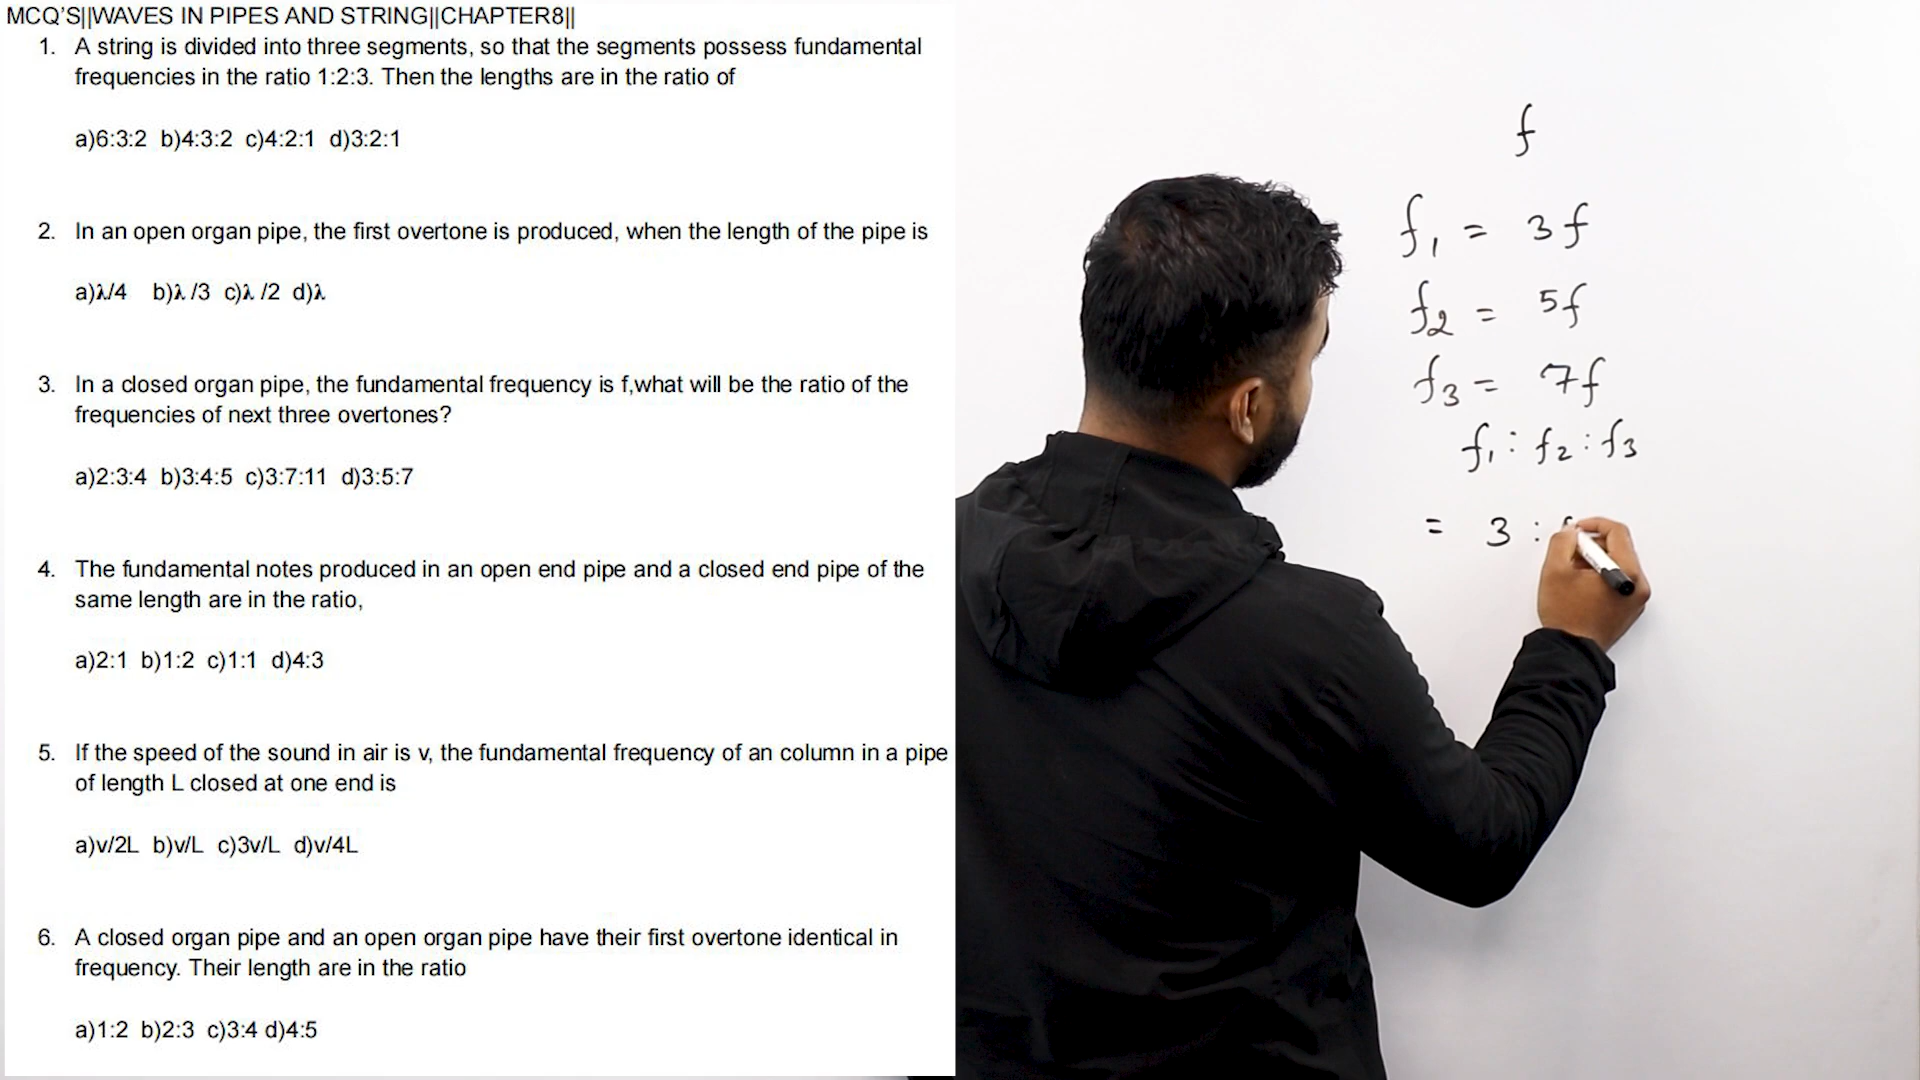 MCQ'S||WAVES IN PIPES AND STRING||CHAPTER8||
1. A string is divided into three segments, so that the segments possess fundamental
frequencies in the ratio 1:2:3. Then the lengths are in the ratio of
a)6:3:2 b)4:3:2 c)4:2:1 d)3:2:1
2. In an open organ pipe, the first overtone is produced, when the length of the pipe is
a)λ/4 b)λ /3 c)λ /2 d)λ
3. In a closed organ pipe, the fundamental frequency is f,what will be the ratio of the
frequencies of next three overtones?
a)2:3:4 b)3:4:5 c)3:7:11 d)3:5:7
4. The fundamental notes produced in an open end pipe and a closed end pipe of the
same length are in the ratio,
a)2:1 b)1:2 c)1:1 d)4:3
5. If the speed of the sound in air is v, the fundamental frequency of an column in a pipe
of length L closed at one end is
a)v/2L b)v/L c)3v/L d)v/4L
6. A closed organ pipe and an open organ pipe have their first overtone identical in
frequency. Their length are in the ratio
a)1:2 b)2:3 c)3:4 d)4:5
f
f₁ = 3f
f₂ = 5f
f₃ = 7f
f₁ : f₂ : f₃
= 3 :